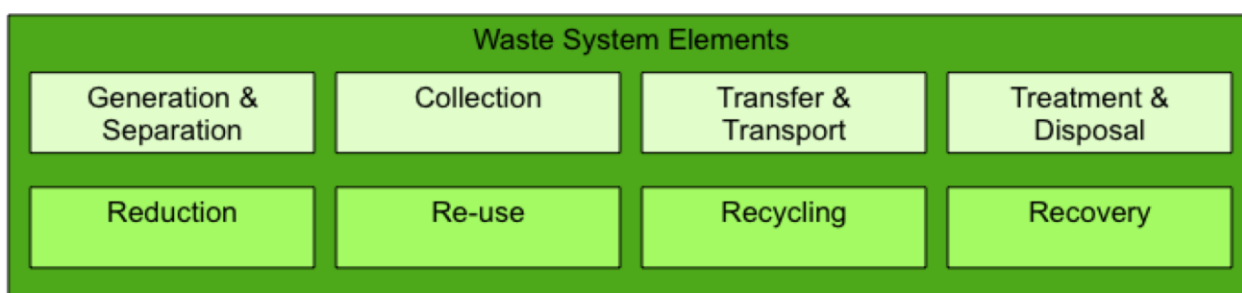 Waste System Elements
Generation &
Separation
Collection
Transfer &
Transport
Treatment &
Disposal
Reduction
Re-use
Recycling
Recovery